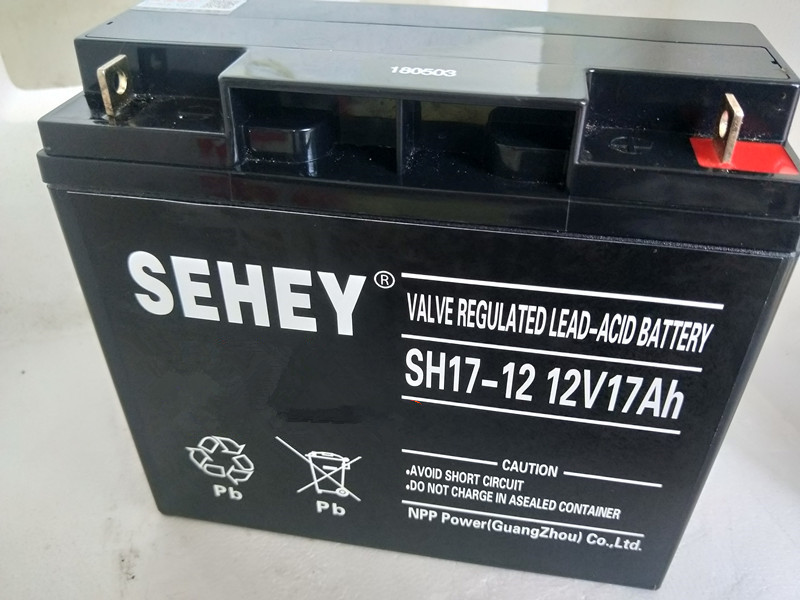 180503
SEHEY®
VALVE REGULATED LEAD-ACID BATTERY
SH17-12 12V17Ah
CAUTION
•AVOID SHORT CIRCUIT
•DO NOT CHARGE IN ASEALED CONTAINER
NPP Power(GuangZhou) Co.,Ltd.
Pb
Pb